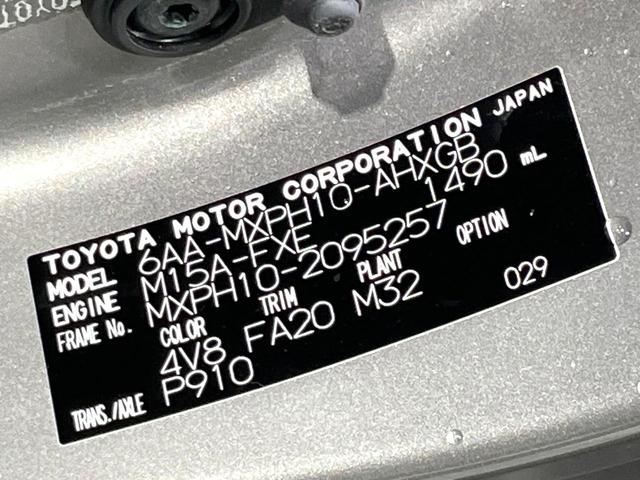 TOYOTA MOTOR CORPORATION JAPAN
MODEL 6AA-MXPH10-AHXGB
ENGINE M15A-FXE 1490 mL
FRAME No. MXPH10-2095257
COLOR TRIM PLANT OPTION
4V8 FA20 M32 029
TRANS./AXLE P910